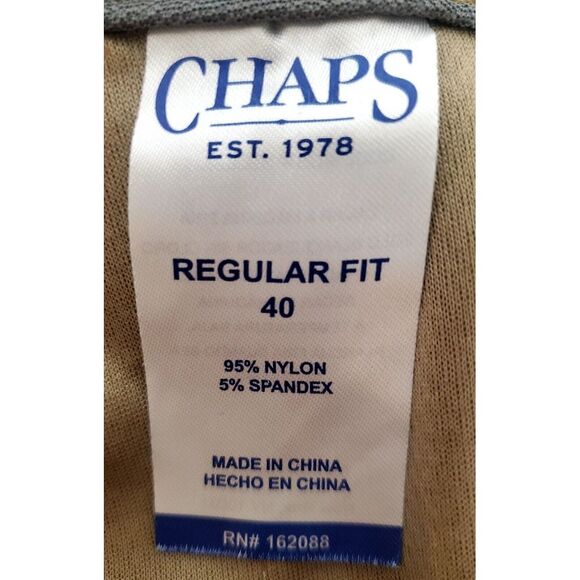 CHAPS
EST. 1978
REGULAR FIT
40
95% NYLON
5% SPANDEX
MADE IN CHINA
HECHO EN CHINA
RN# 162088